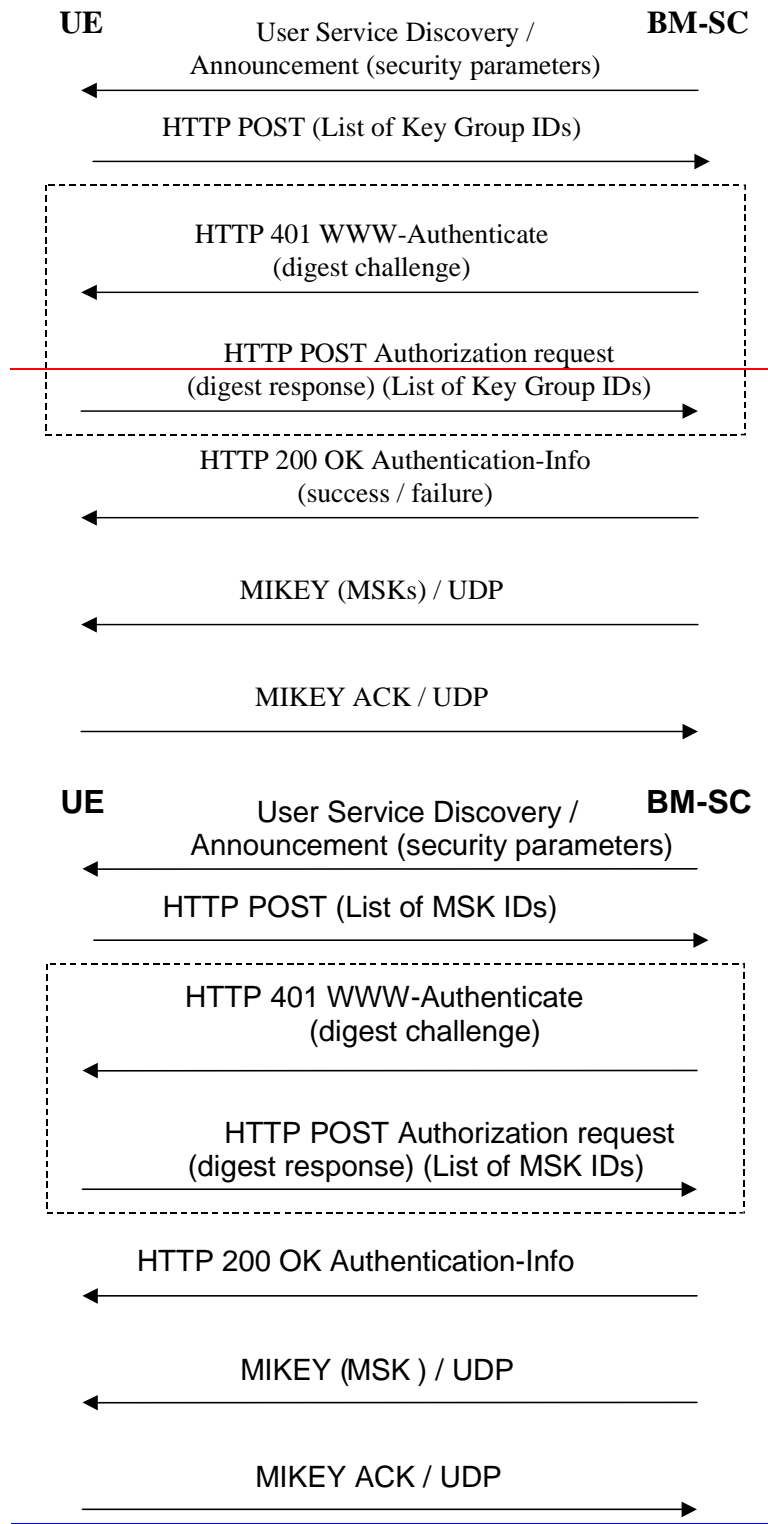 UE
BM-SC
User Service Discovery /
Announcement (security parameters)
HTTP POST (List of Key Group IDs)
HTTP 401 WWW-Authenticate
(digest challenge)
HTTP POST Authorization request
(digest response) (List of Key Group IDs)
HTTP 200 OK Authentication-Info
(success / failure)
MIKEY (MSKs) / UDP
MIKEY ACK / UDP
UE
BM-SC
User Service Discovery /
Announcement (security parameters)
HTTP POST (List of MSK IDs)
HTTP 401 WWW-Authenticate
(digest challenge)
HTTP POST Authorization request
(digest response) (List of MSK IDs)
HTTP 200 OK Authentication-Info
MIKEY (MSK ) / UDP
MIKEY ACK / UDP